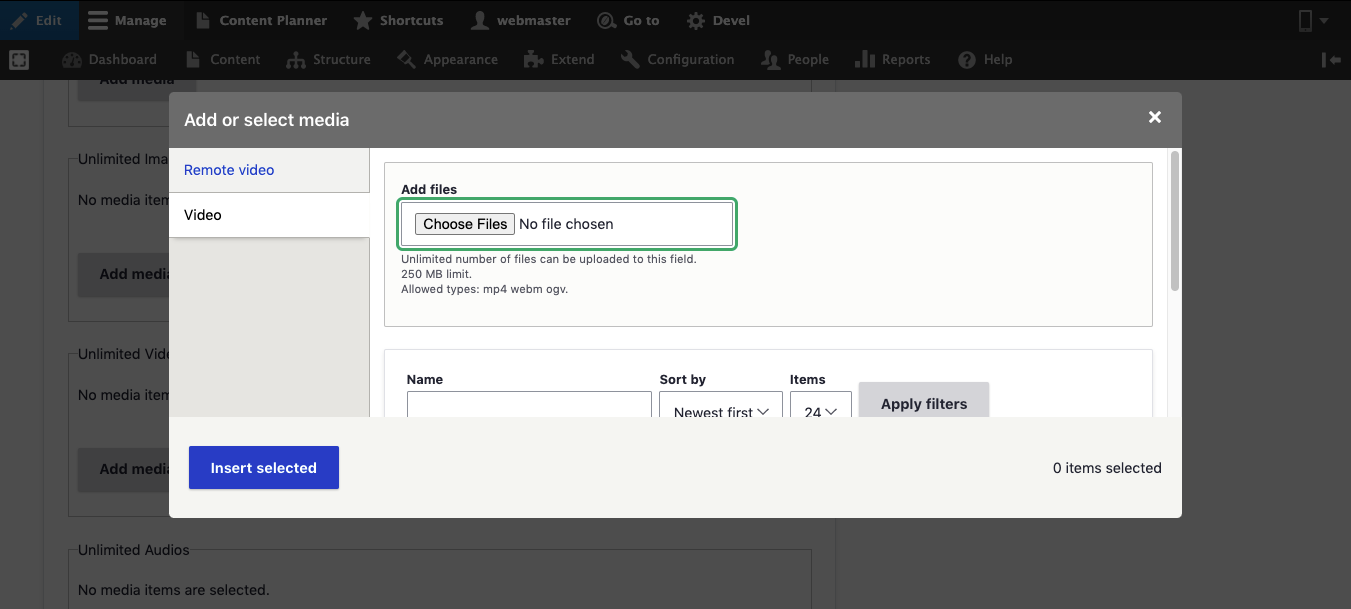 Edit Manage Content Planner Shortcuts webmaster Go to Devel
Dashboard Content Structure Appearance Extend Configuration People Reports Help
Add media
Add or select media
Unlimited Ima
No media item
Add media
Unlimited Vide
No media item
Add media
Unlimited Audios
No media items are selected.
Remote video
Video
Add files
Choose Files No file chosen
Unlimited number of files can be uploaded to this field.
250 MB limit.
Allowed types: mp4 webm ogv.
Name Sort by Items
Newest first 24 Apply filters
Insert selected 0 items selected